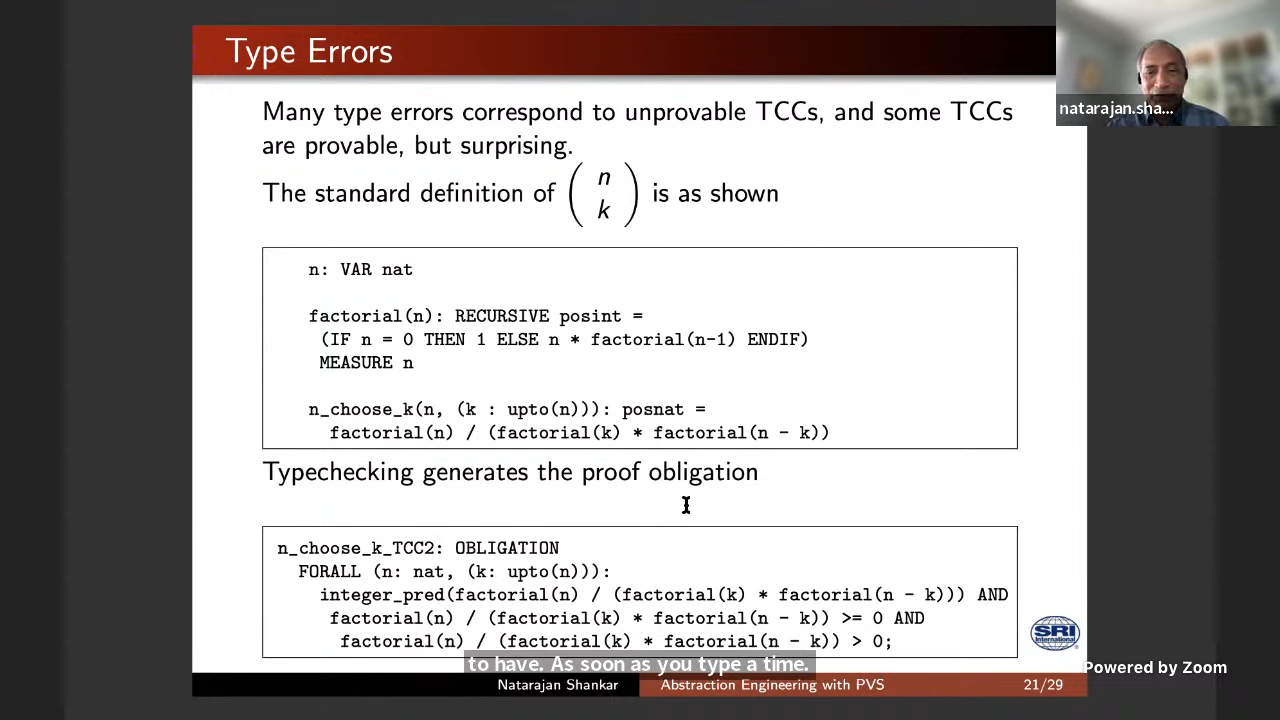 Type Errors
natarajan.sha...
Many type errors correspond to unprovable TCCs, and some TCCs
are provable, but surprising.
The standard definition of ( n k ) is as shown
n: VAR nat
factorial(n): RECURSIVE posint =
(IF n = 0 THEN 1 ELSE n * factorial(n-1) ENDIF)
MEASURE n
n_choose_k(n, (k : upto(n))): posnat =
factorial(n) / (factorial(k) * factorial(n - k))
Typechecking generates the proof obligation
n_choose_k_TCC2: OBLIGATION
FORALL (n: nat, (k: upto(n))):
integer_pred(factorial(n) / (factorial(k) * factorial(n - k))) AND
factorial(n) / (factorial(k) * factorial(n - k)) >= 0 AND
factorial(n) / (factorial(k) * factorial(n - k)) > 0;
SRI
International
to have. As soon as you type a time.
Powered by Zoom
Natarajan Shankar
Abstraction Engineering with PVS
21/29